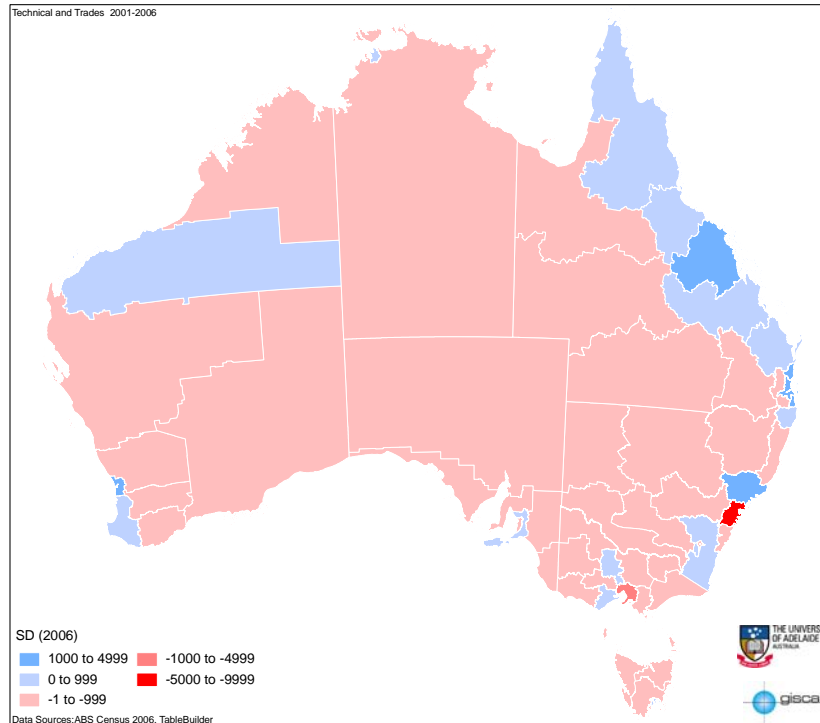 Technical and Trades 2001-2006
SD (2006)
1000 to 4999
0 to 999
-1 to -999
-1000 to -4999
-5000 to -9999
THE UNIVERS
OF ADELAIDE
AUSTRALIA
gisca
Data Sources:ABS Census 2006, TableBuilder